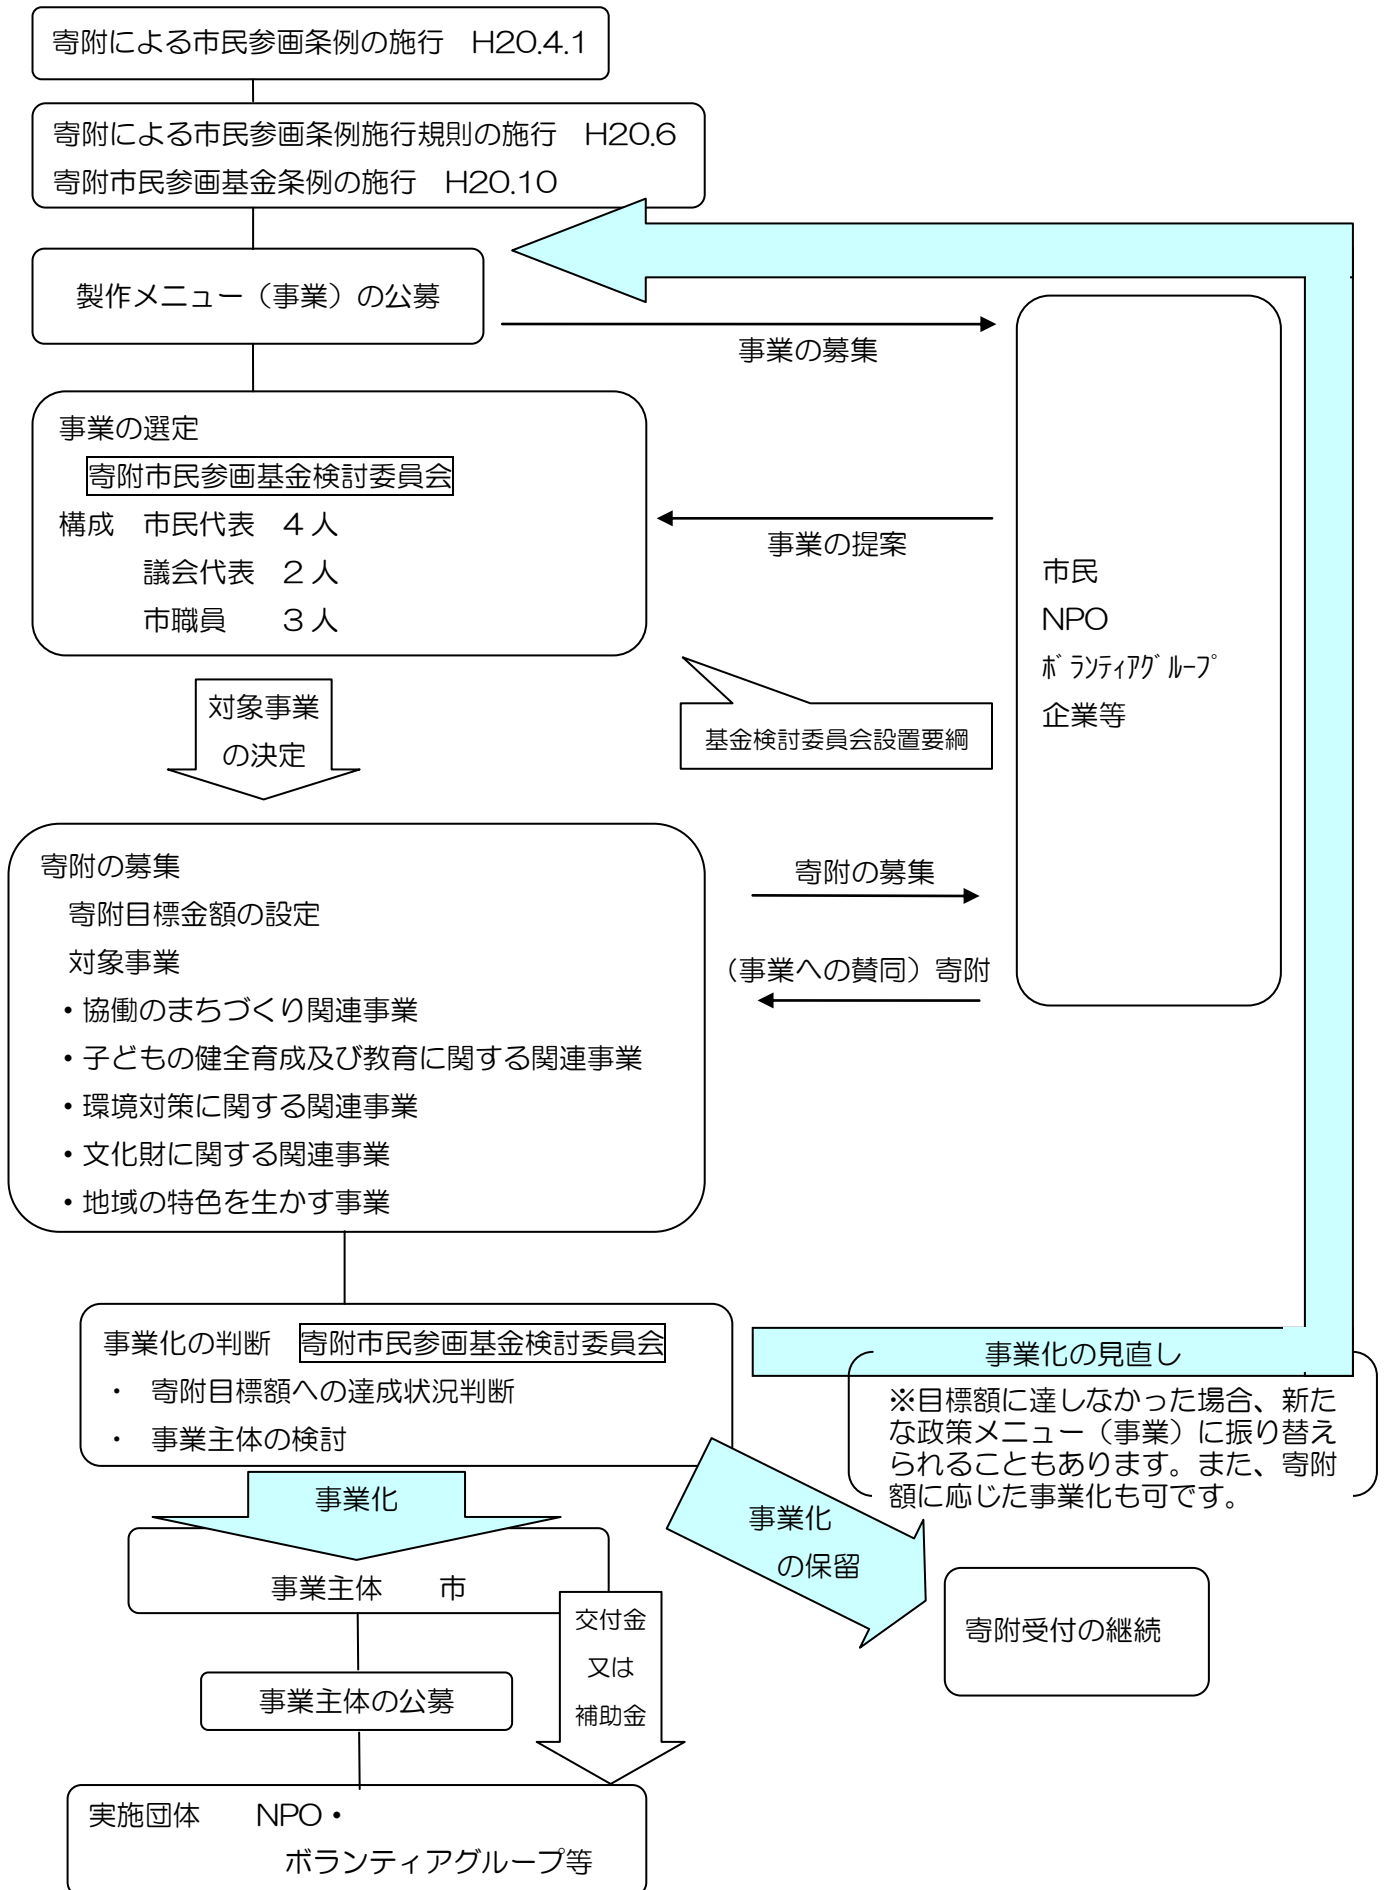 寄附による市民参画条例の施行　H20.4.1
寄附による市民参画条例施行規則の施行　H20.6
寄附市民参画基金条例の施行　H20.10
製作メニュー（事業）の公募
事業の募集
事業の選定
寄附市民参画基金検討委員会
構成　市民代表　４人
議会代表　２人
市職員　　３人
事業の提案
市民
NPO
ﾎﾞﾗﾝﾃｨｱｸﾞﾙｰﾌﾟ
企業等
対象事業
の決定
基金検討委員会設置要綱
寄附の募集
寄附目標金額の設定
対象事業
・協働のまちづくり関連事業
・子どもの健全育成及び教育に関する関連事業
・環境対策に関する関連事業
・文化財に関する関連事業
・地域の特色を生かす事業
寄附の募集
（事業への賛同）寄附
事業化の判断　寄附市民参画基金検討委員会
・　寄附目標額への達成状況判断
・　事業主体の検討
事業化の見直し
※目標額に達しなかった場合、新た
な政策メニュー（事業）に振り替え
られることもあります。また、寄附
額に応じた事業化も可です。
事業化
事業化
の保留
事業主体　　市
交付金
又は
補助金
寄附受付の継続
事業主体の公募
実施団体　　NPO・
ボランティアグループ等